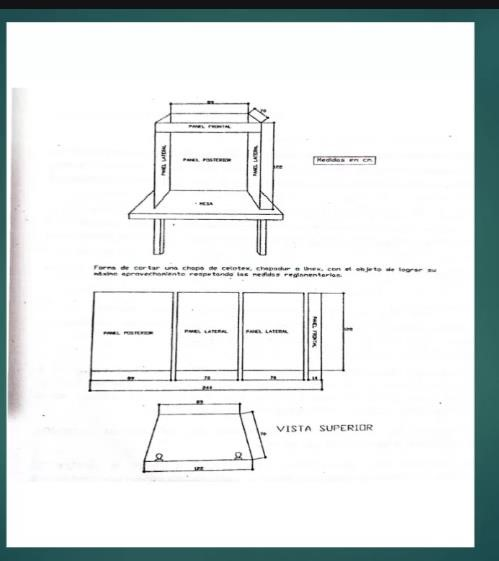 89
70
PANEL FRONTAL
PANEL LATERAL
PANEL POSTERIOR
PANEL LATERAL
122
Medidas en cm
MESA
Forma de cortar una chapa de celotex, chapadur o linex, con el objeto de lograr su
máximo aprovechamiento respetando las medidas reglamentarias.
PANEL POSTERIOR
PANEL LATERAL
PANEL LATERAL
PANEL FRONTAL
89
70
70
14
244
89
VISTA SUPERIOR
70
122